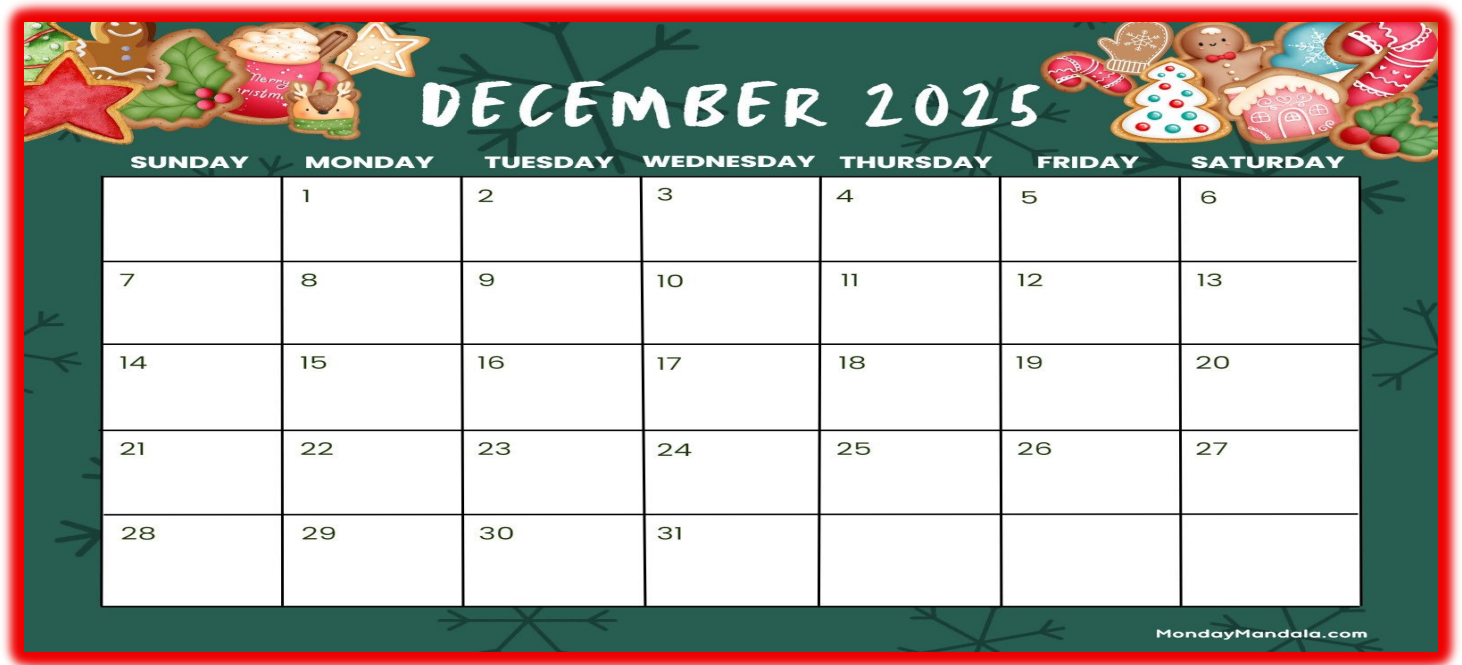 Merry
Christm
DECEMBER 2025
SUNDAY MONDAY TUESDAY WEDNESDAY THURSDAY FRIDAY SATURDAY
1 2 3 4 5 6
7 8 9 10 11 12 13
14 15 16 17 18 19 20
21 22 23 24 25 26 27
28 29 30 31
MondayMandala.com